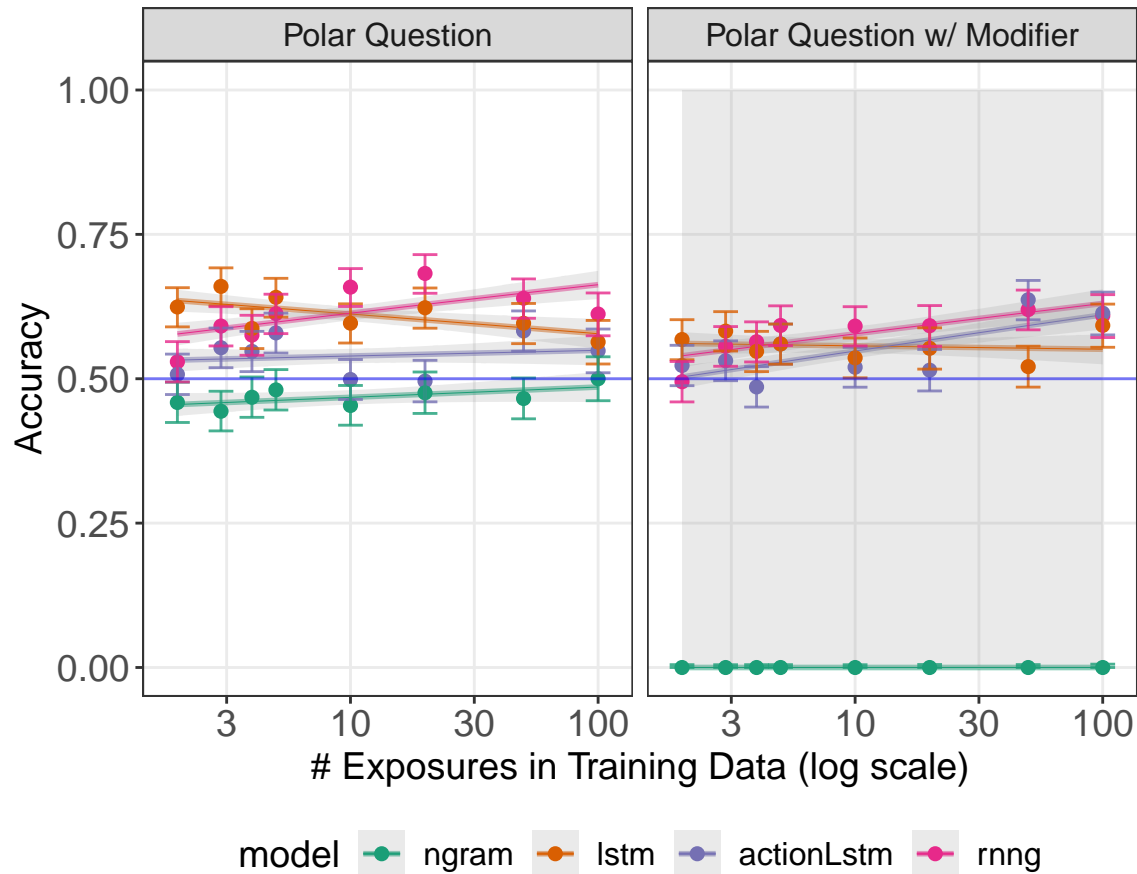 Polar Question
Polar Question w/ Modifier
1.00
0.75
0.50
0.25
0.00
Accuracy
3 10 30 100
3 10 30 100
# Exposures in Training Data (log scale)
model ngram lstm actionLstm rnng